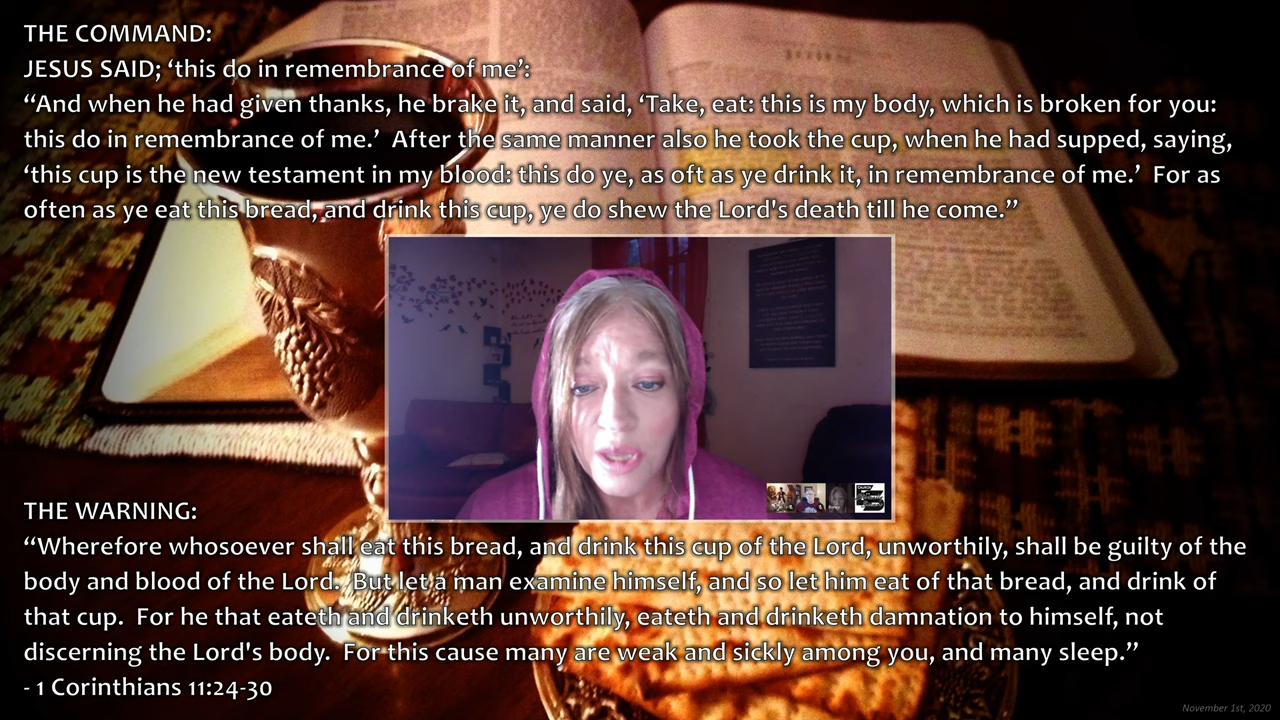 THE COMMAND:
JESUS SAID; ‘this do in remembrance of me’:
“And when he had given thanks, he brake it, and said, ‘Take, eat: this is my body, which is broken for you:
this do in remembrance of me.’  After the same manner also he took the cup, when he had supped, saying,
‘this cup is the new testament in my blood: this do ye, as oft as ye drink it, in remembrance of me.’  For as
often as ye eat this bread, and drink this cup, ye do shew the Lord's death till he come.”
THE WARNING:
“Wherefore whosoever shall eat this bread, and drink this cup of the Lord, unworthily, shall be guilty of the
body and blood of the Lord.  But let a man examine himself, and so let him eat of that bread, and drink of
that cup.  For he that eateth and drinketh unworthily, eateth and drinketh damnation to himself, not
discerning the Lord's body.  For this cause many are weak and sickly among you, and many sleep.”
- 1 Corinthians 11:24-30
November 1st, 2020